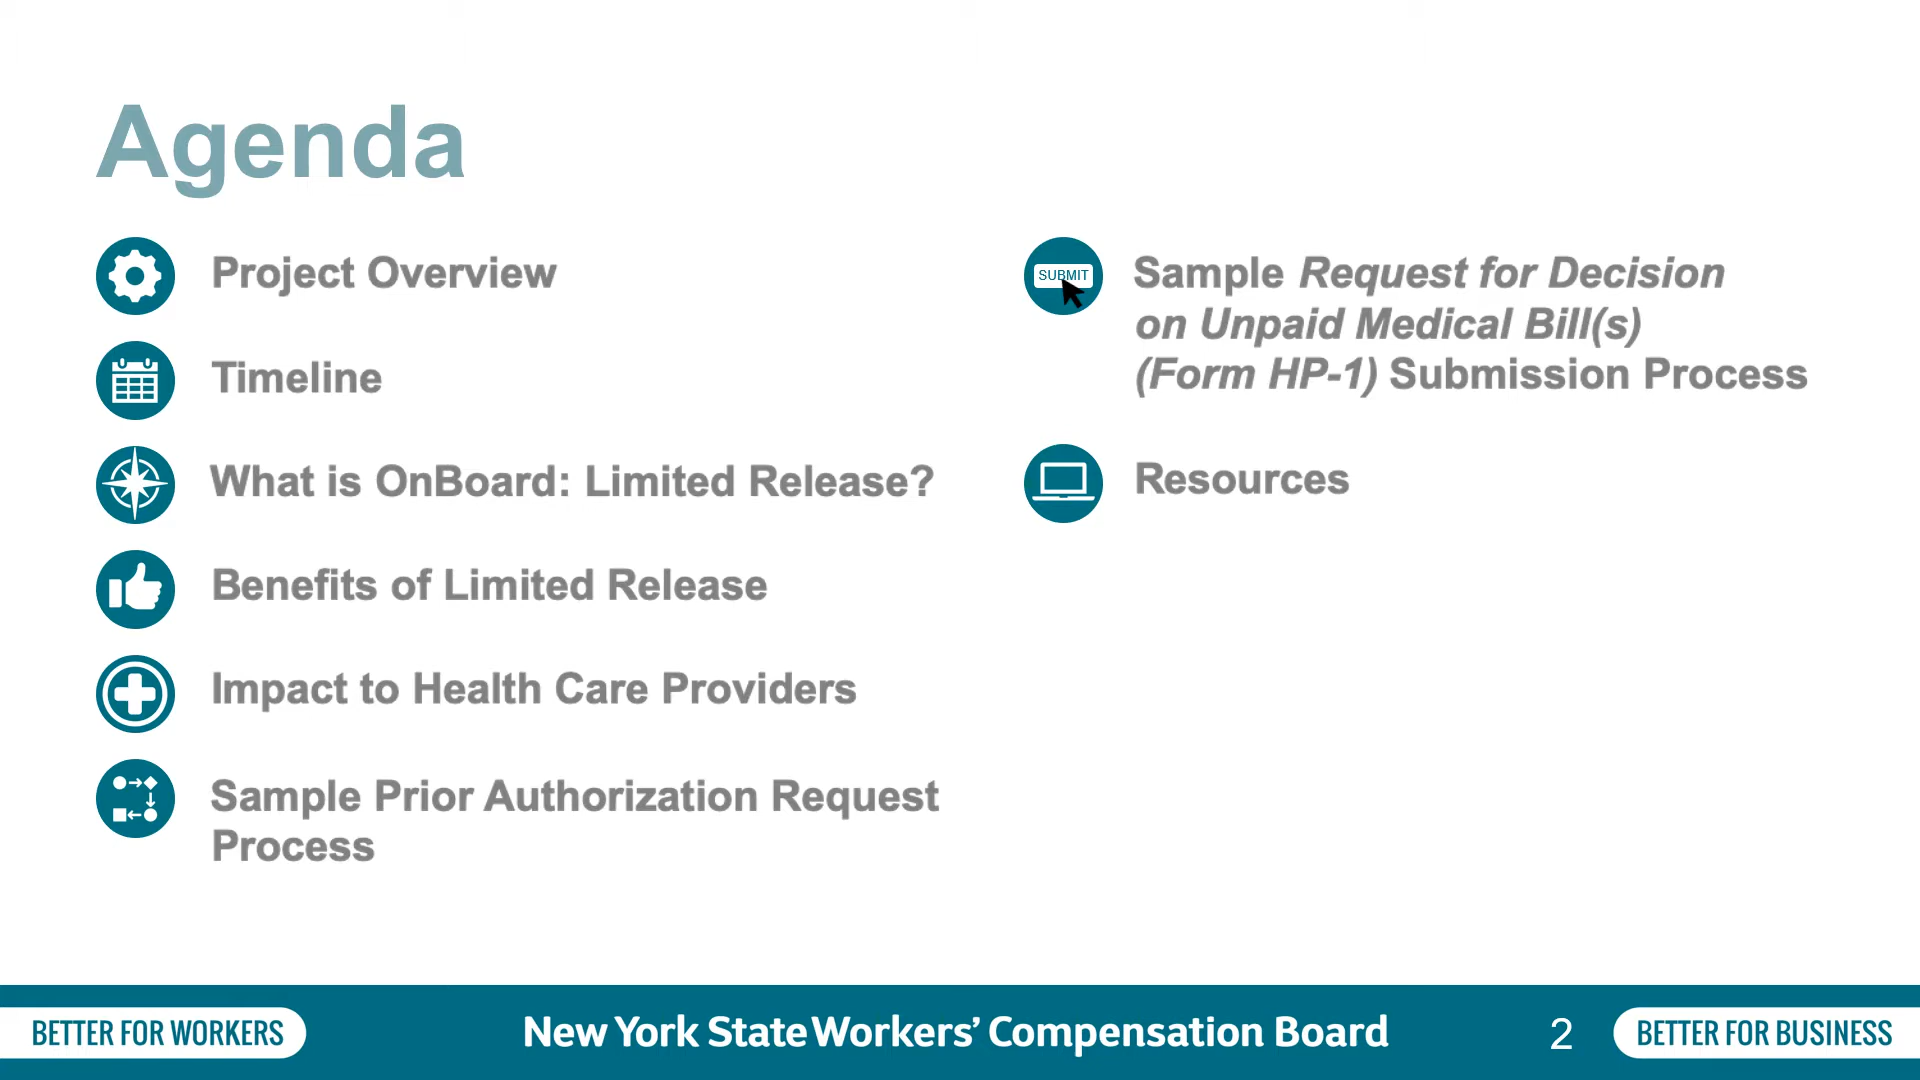 Agenda
Project Overview
Timeline
What is OnBoard: Limited Release?
Benefits of Limited Release
Impact to Health Care Providers
Sample Prior Authorization Request
Process
SUBMIT
Sample Request for Decision
on Unpaid Medical Bill(s)
(Form HP-1) Submission Process
Resources
BETTER FOR WORKERS
New York State Workers’ Compensation Board
2
BETTER FOR BUSINESS